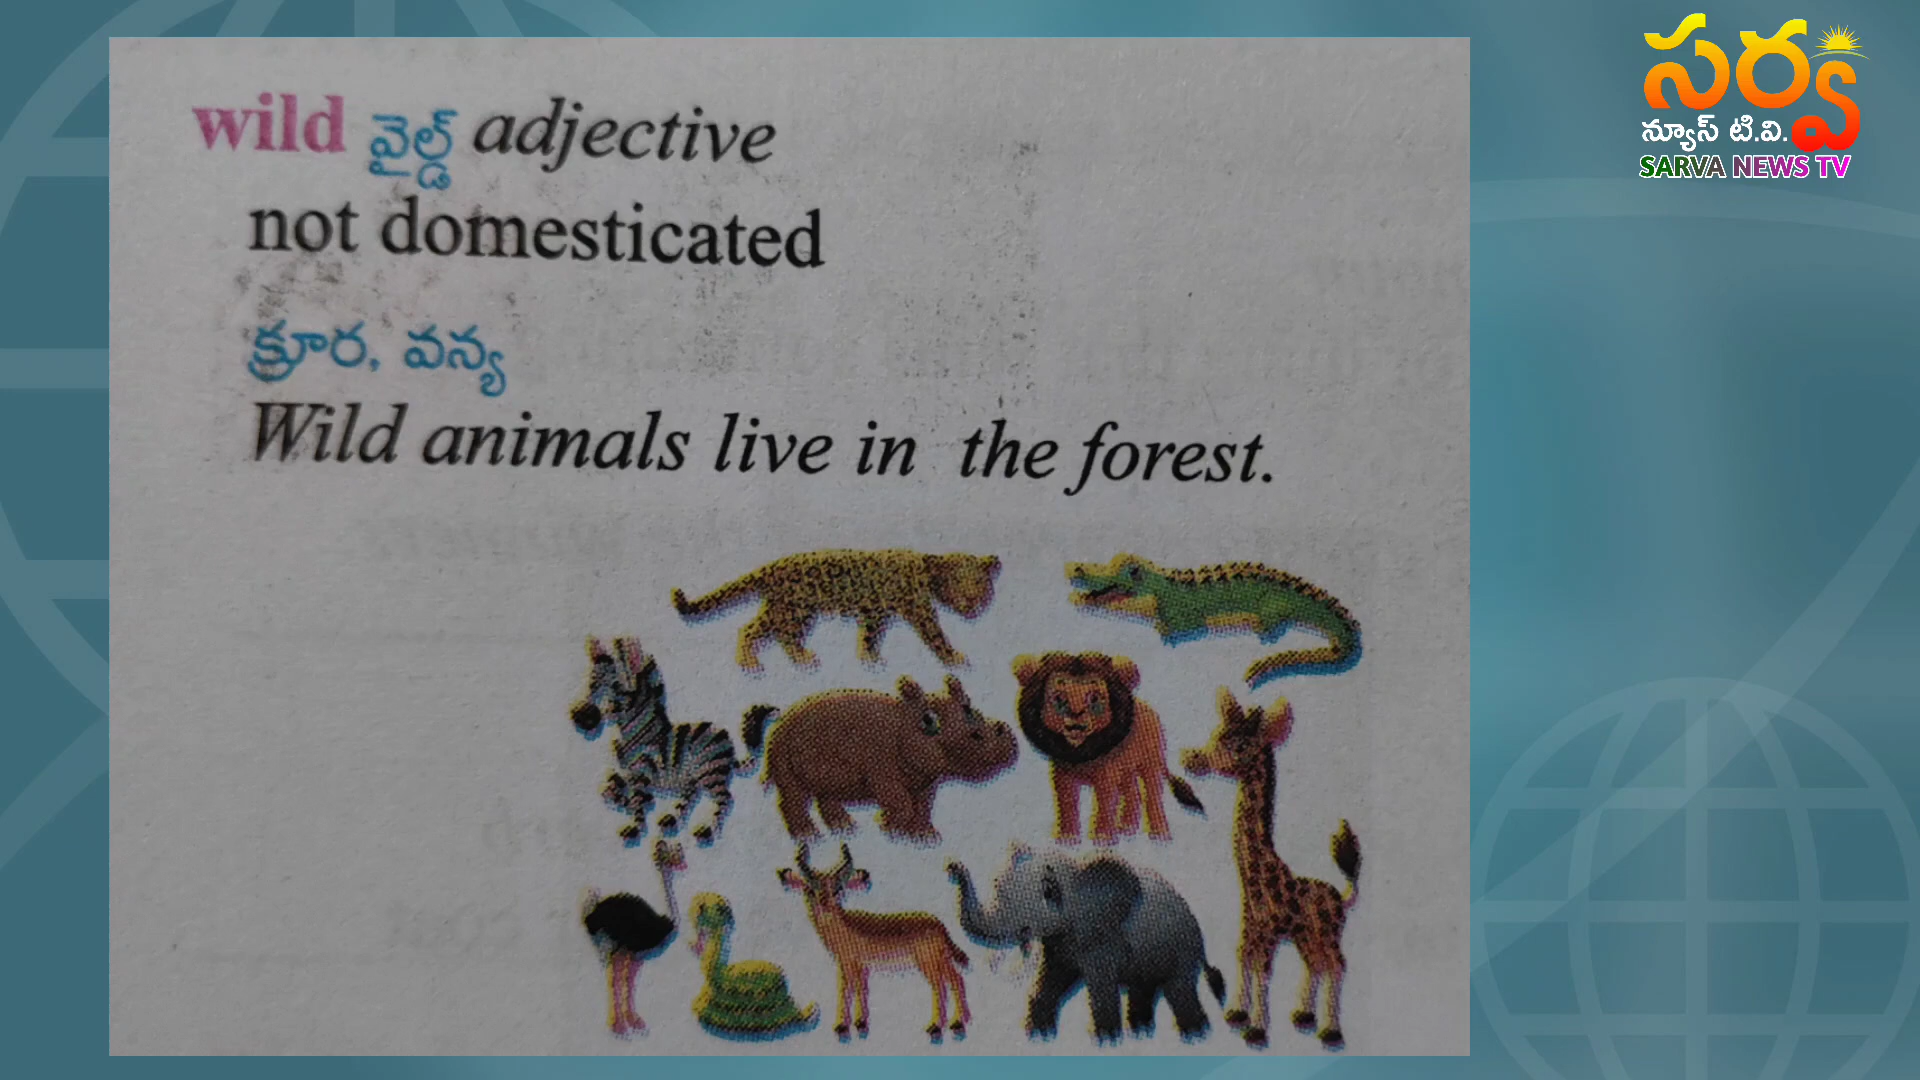 wild వైల్డ్ adjective
not domesticated
క్రూర, వన్య
Wild animals live in the forest.
సర్వ
న్యూస్ టి.వి.
SARVA NEWS TV